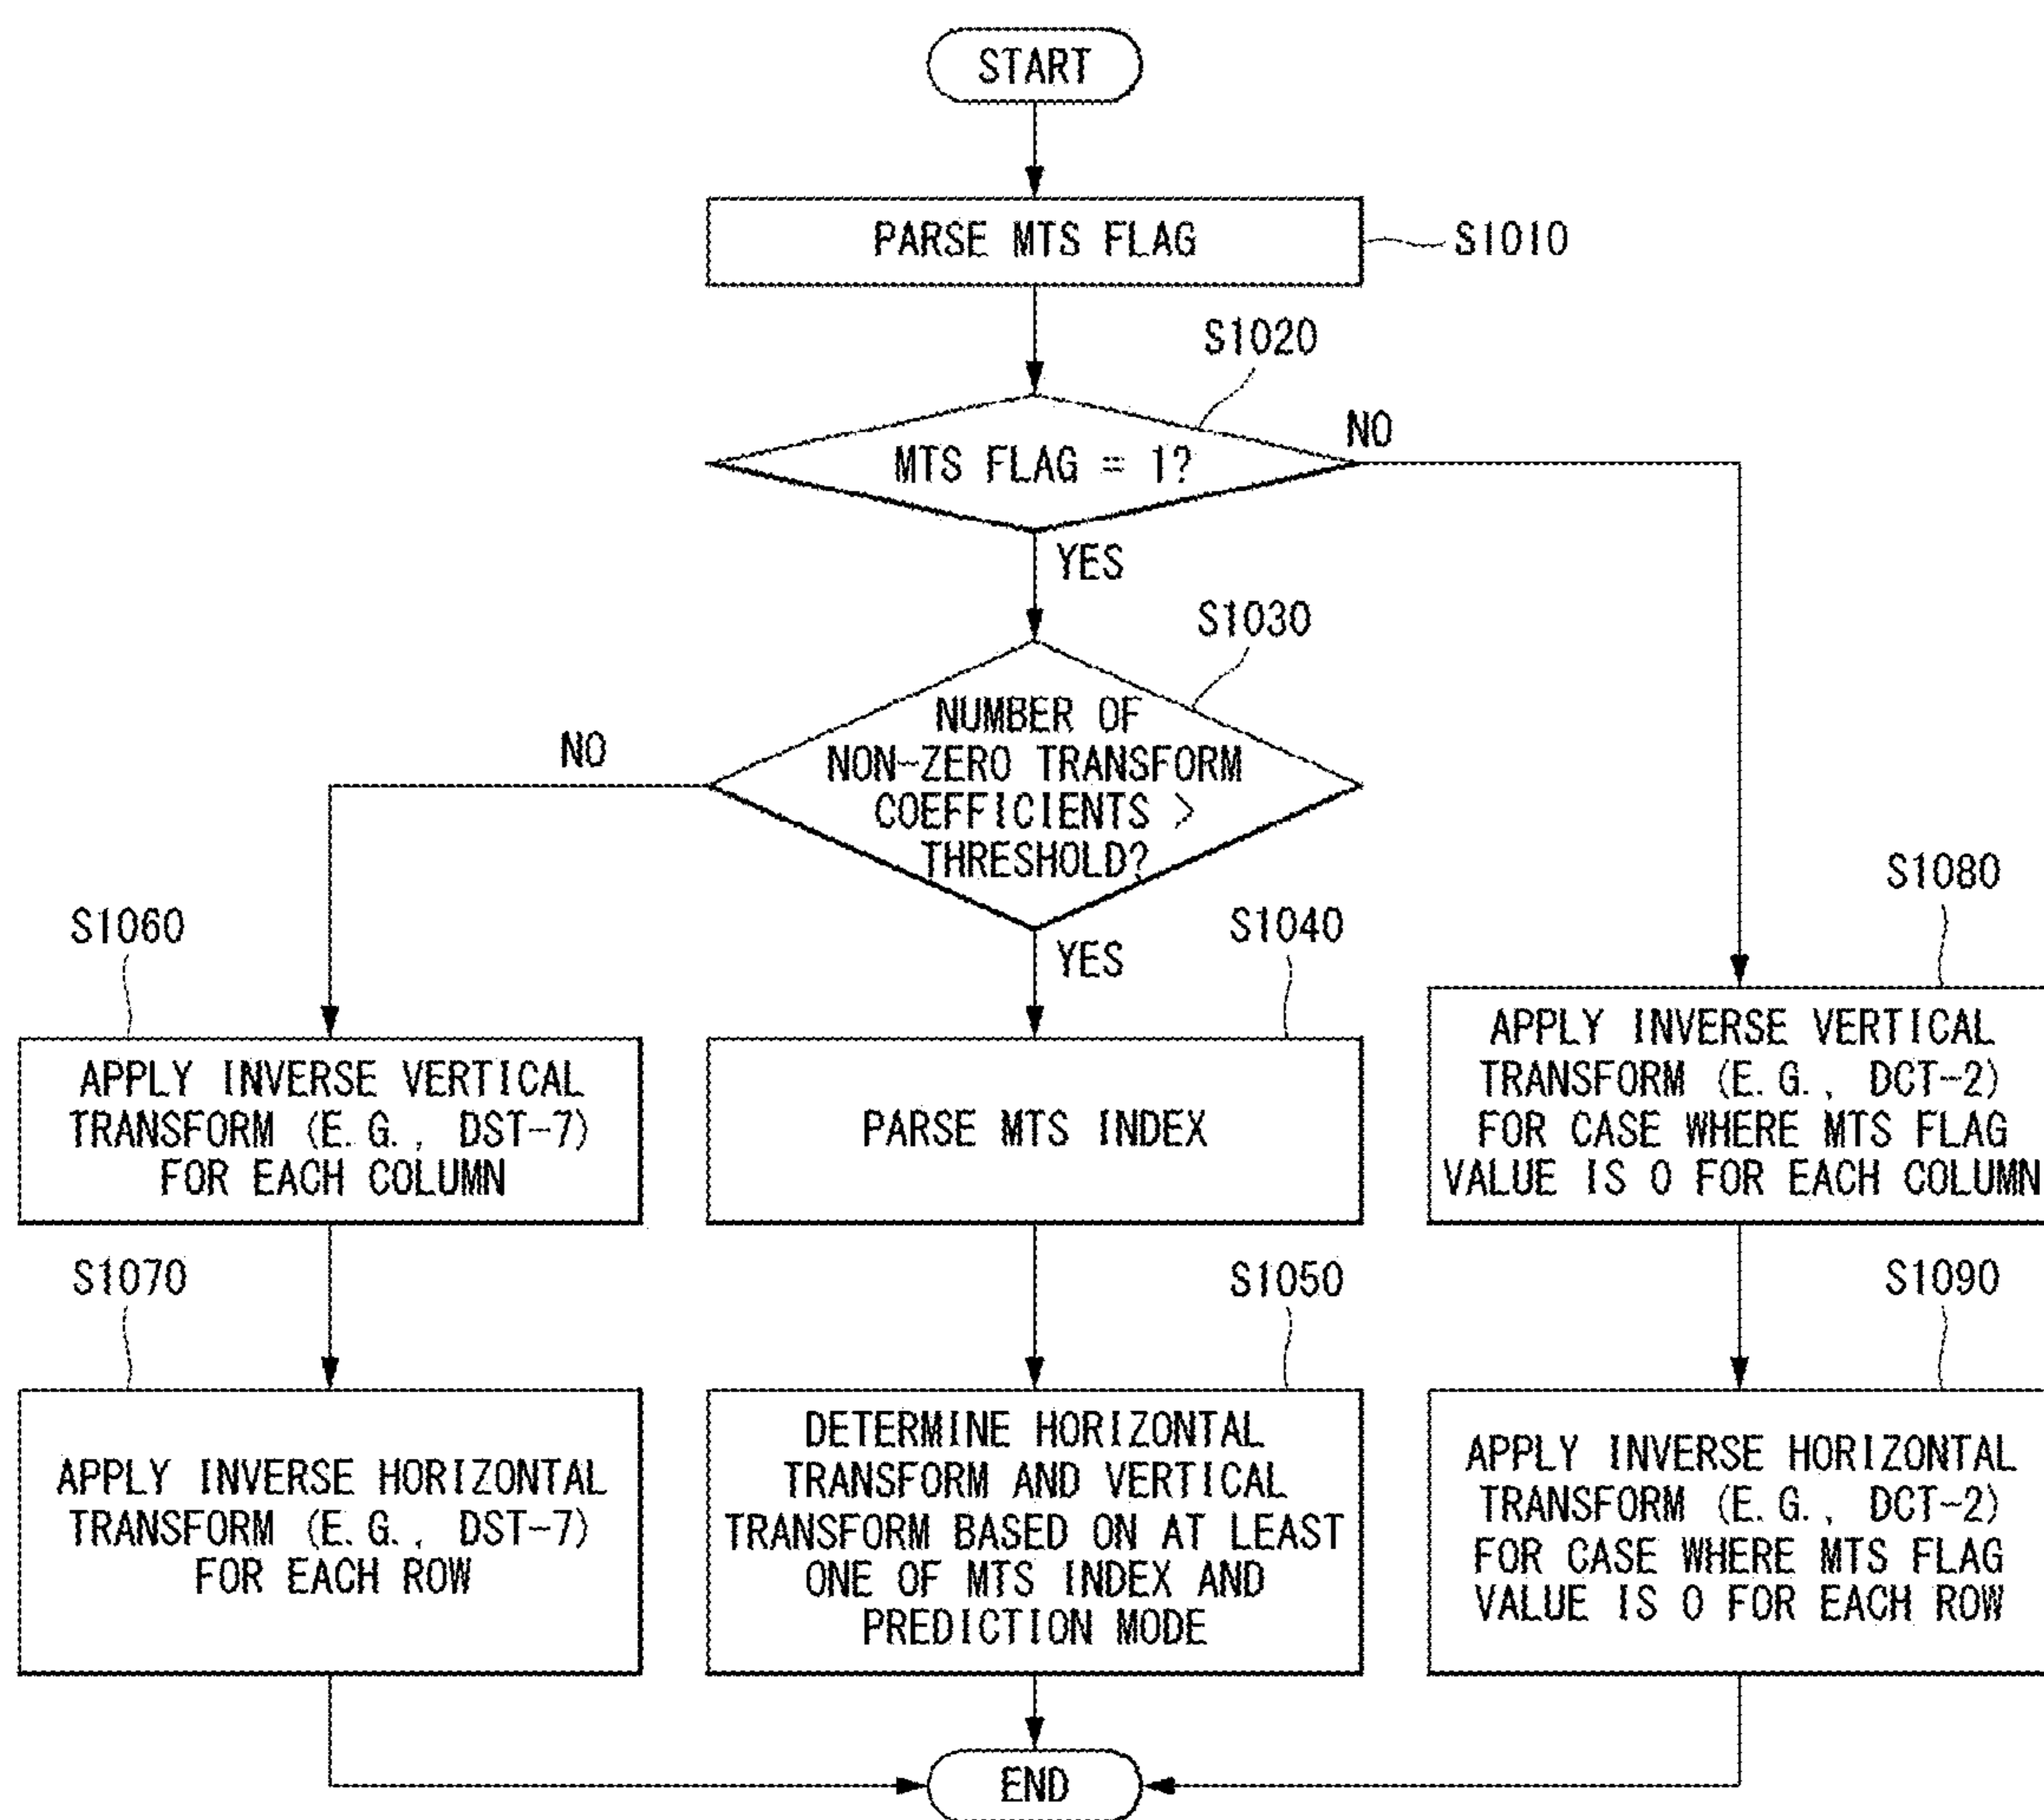 START
PARSE MTS FLAG
S1010
S1020
MTS FLAG = 1?
NO
YES
S1030
NUMBER OF
NON-ZERO TRANSFORM
COEFFICIENTS >
THRESHOLD?
NO
YES
S1060
APPLY INVERSE VERTICAL
TRANSFORM (E.G., DST-7)
FOR EACH COLUMN
S1040
PARSE MTS INDEX
S1080
APPLY INVERSE VERTICAL
TRANSFORM (E.G., DCT-2)
FOR CASE WHERE MTS FLAG
VALUE IS 0 FOR EACH COLUMN
S1070
APPLY INVERSE HORIZONTAL
TRANSFORM (E.G., DST-7)
FOR EACH ROW
S1050
DETERMINE HORIZONTAL
TRANSFORM AND VERTICAL
TRANSFORM BASED ON AT LEAST
ONE OF MTS INDEX AND
PREDICTION MODE
S1090
APPLY INVERSE HORIZONTAL
TRANSFORM (E.G., DCT-2)
FOR CASE WHERE MTS FLAG
VALUE IS 0 FOR EACH ROW
END